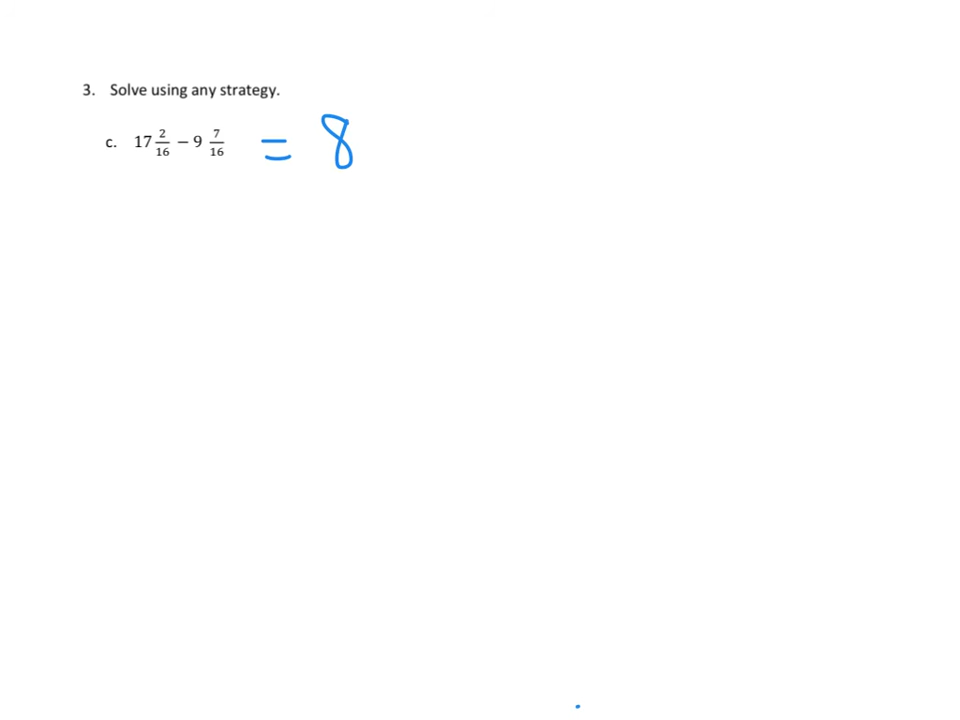 3. Solve using any strategy.
c. 17 2/16 − 9 7/16 = 8